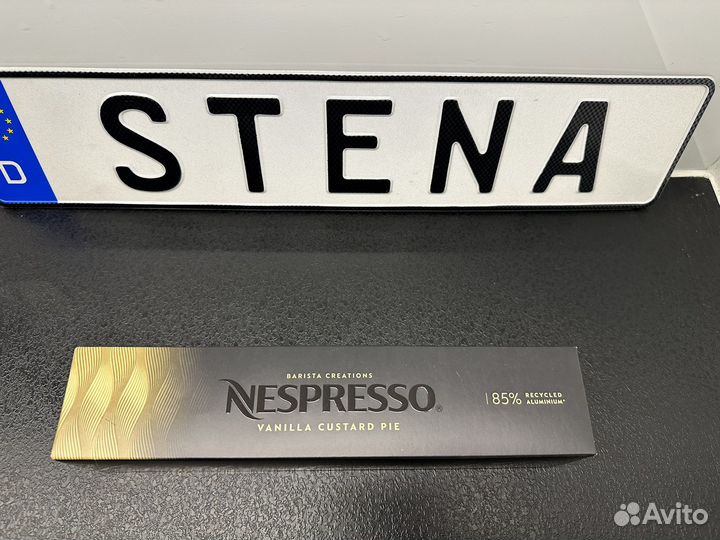 D
STENA
BARISTA CREATIONS
NESPRESSO®
VANILLA CUSTARD PIE
85% RECYCLED
ALUMINIUM*
Avito